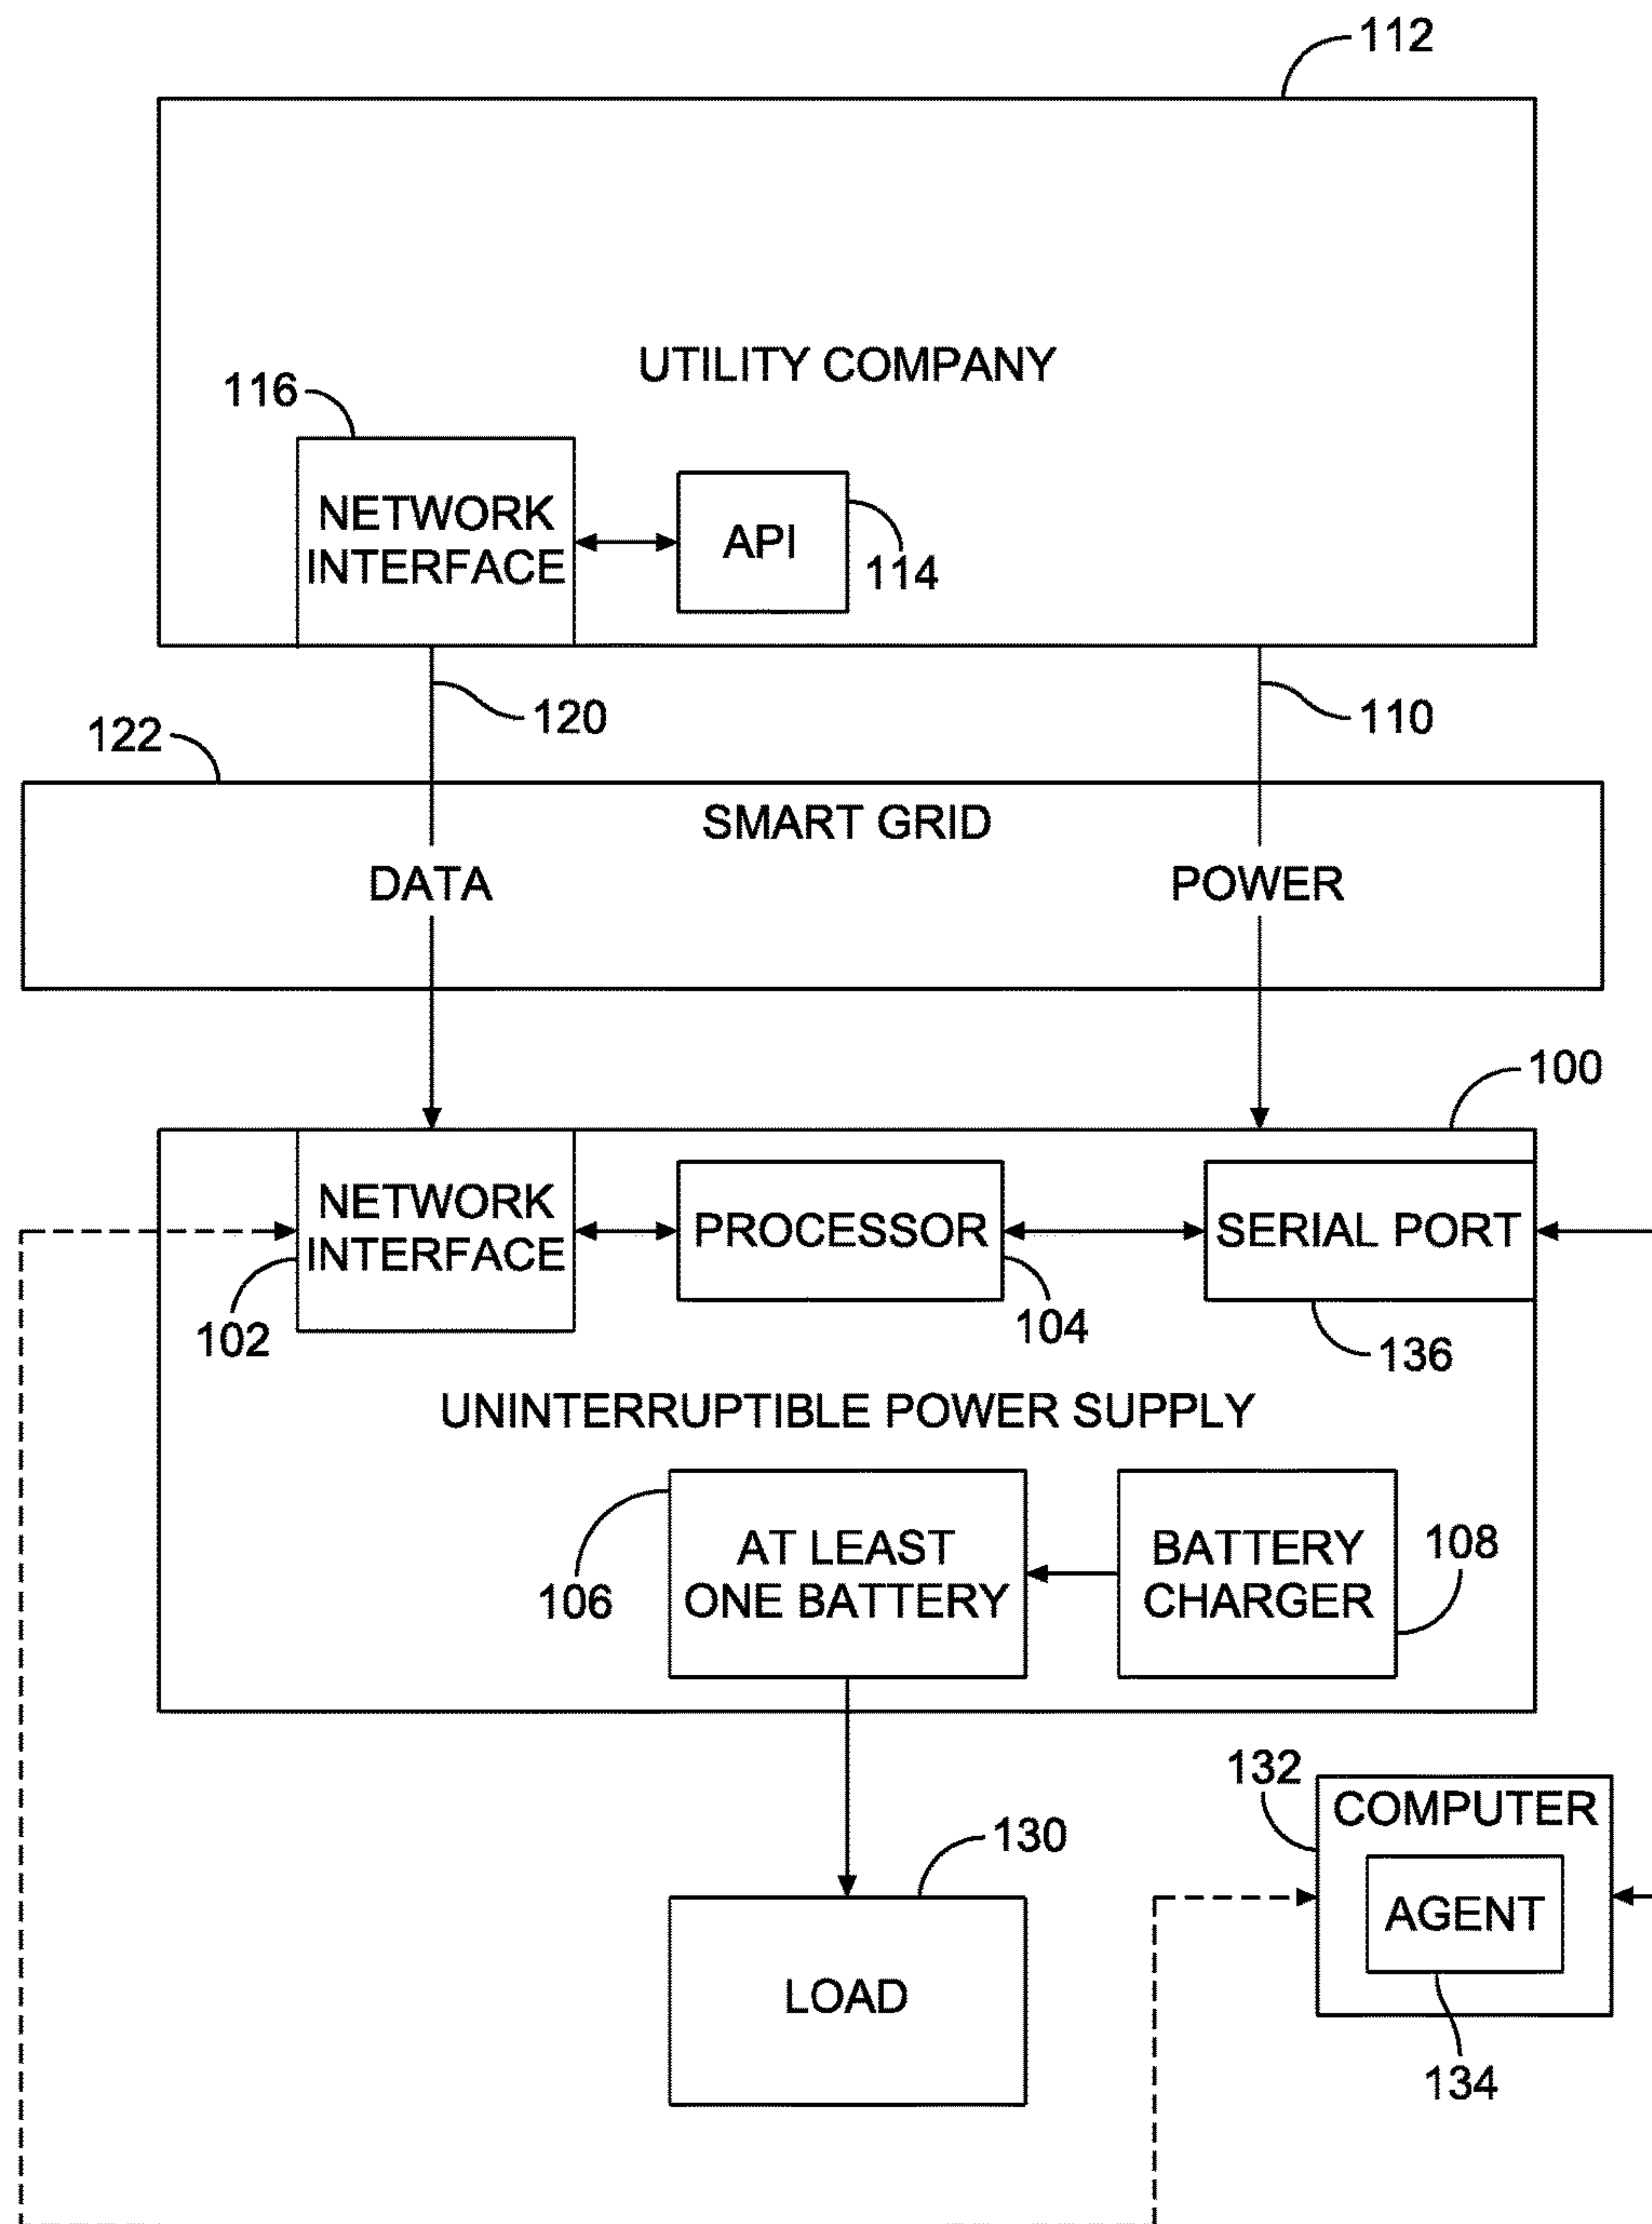 112
UTILITY COMPANY
116
NETWORK
INTERFACE
API
114
120
110
122
SMART GRID
DATA
POWER
100
NETWORK
INTERFACE
PROCESSOR
SERIAL PORT
102
104
136
UNINTERRUPTIBLE POWER SUPPLY
AT LEAST
ONE BATTERY
BATTERY
CHARGER
108
106
132
COMPUTER
130
AGENT
LOAD
134